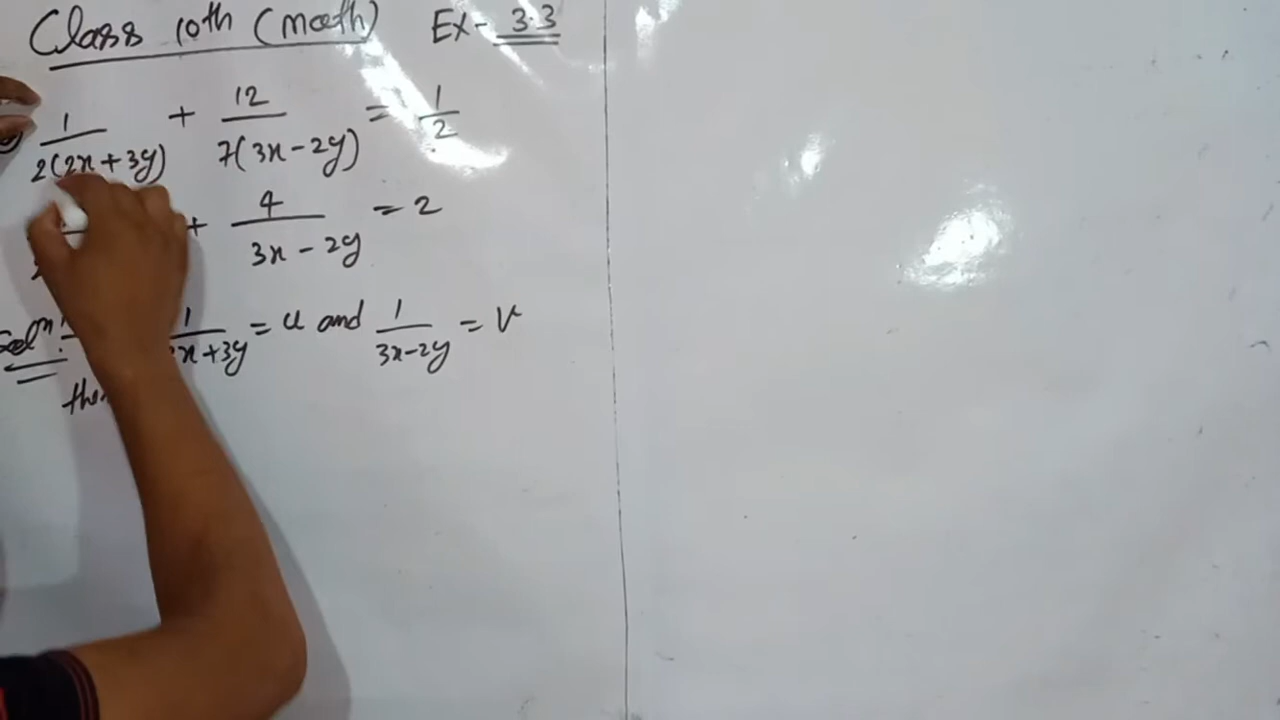 Class 10th (Math) Ex- 3.3
1/2(2x+3y) + 12/7(3x-2y) = 1/2
+ 4/3x-2y = 2
Solⁿ: 1/2x+3y = u and 1/3x-2y = v